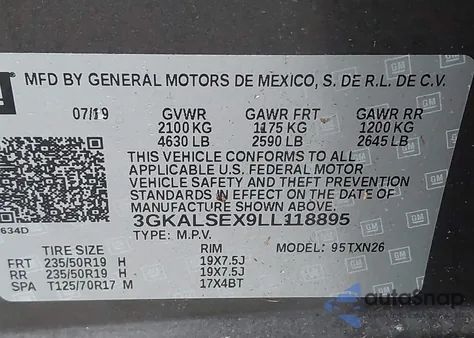 GM
MFD BY GENERAL MOTORS DE MEXICO, S. DE R.L. DE C.V.
07/19 GVWR GAWR FRT GAWR RR
2100 KG 1175 KG 1200 KG
4630 LB 2590 LB 2645 LB
THIS VEHICLE CONFORMS TO ALL
APPLICABLE U.S. FEDERAL MOTOR
VEHICLE SAFETY AND THEFT PREVENTION
STANDARDS IN EFFECT ON THE DATE OF
MANUFACTURE SHOWN ABOVE.
3GKALSEX9LL118895
634D TYPE: M.P.V. MODEL: 95TXN26
TIRE SIZE RIM
FRT 235/50R19 H 19X7.5J
RR 235/50R19 H 19X7.5J
SPA T125/70R17 M 17X4BT
autosnap